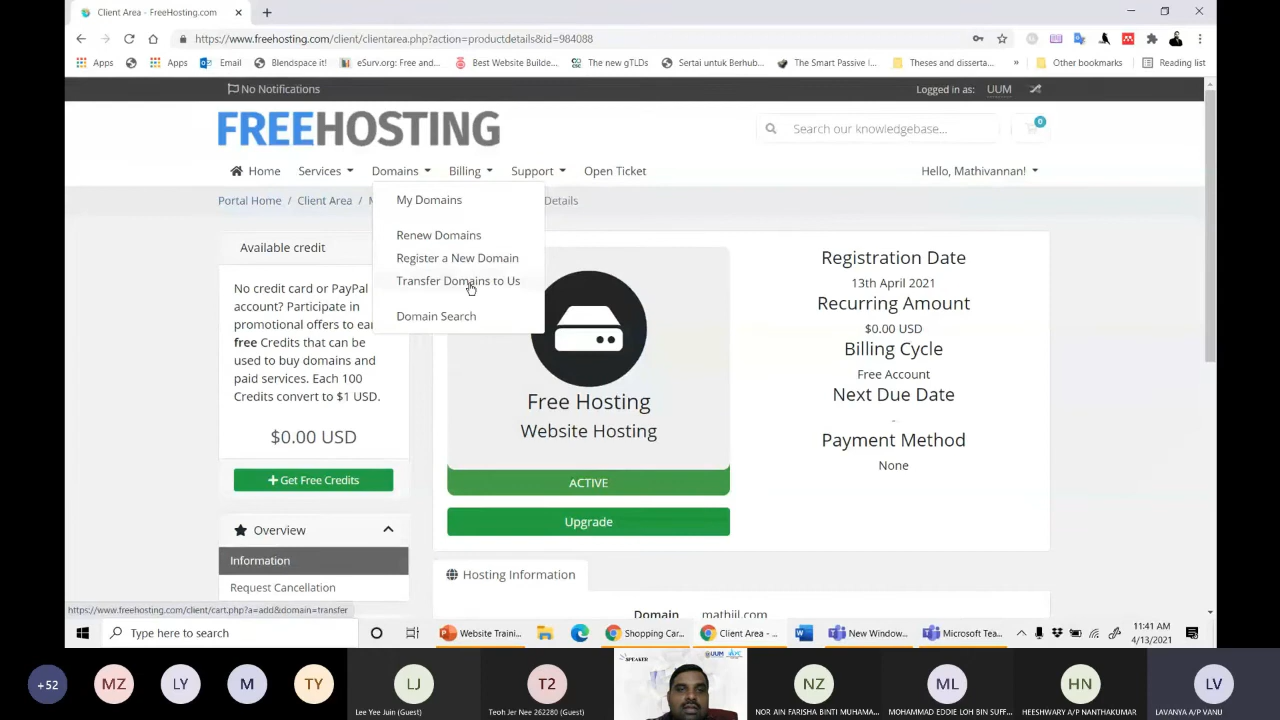 Client Area - FreeHosting.com
https://www.freehosting.com/client/clientarea.php?action=productdetails&id=984088
Apps
Apps
Email
Blendspace it!
eSurv.org: Free and...
Best Website Builde...
The new gTLDs
Sertai untuk Berhub...
The Smart Passive I...
Theses and disserta...
»
Other bookmarks
Reading list
No Notifications
Logged in as: UUM
FREEHOSTING
Search our knowledgebase...
0
Home
Services
Domains
Billing
Support
Open Ticket
Hello, Mathivannan!
Portal Home / Client Area / M
Details
My Domains
Renew Domains
Register a New Domain
Transfer Domains to Us
Domain Search
Available credit
No credit card or PayPal
account? Participate in
promotional offers to ea
free Credits that can be
used to buy domains and
paid services. Each 100
Credits convert to $1 USD.
$0.00 USD
Get Free Credits
Overview
Information
Request Cancellation
Free Hosting
Website Hosting
ACTIVE
Upgrade
Registration Date
13th April 2021
Recurring Amount
$0.00 USD
Billing Cycle
Free Account
Next Due Date
-
Payment Method
None
Hosting Information
Domain mathiil.com
https://www.freehosting.com/client/cart.php?a=add&domain=transfer
Type here to search
Website Traini...
Shopping Car...
Client Area - ...
New Window...
Microsoft Tea...
11:41 AM
4/13/2021
+52
MZ
LY
M
TY
LJ
Lee Yee Juin (Guest)
T2
Teoh Jer Nee 262280 (Guest)
SPEAKER
UUM
NZ
NOR AIN FARISHA BINTI MUHAMA...
ML
MOHAMMAD EDDIE LOH BIN SUFF...
HN
HEESHWARY A/P NANTHAKUMAR
LV
LAVANYA A/P VANU